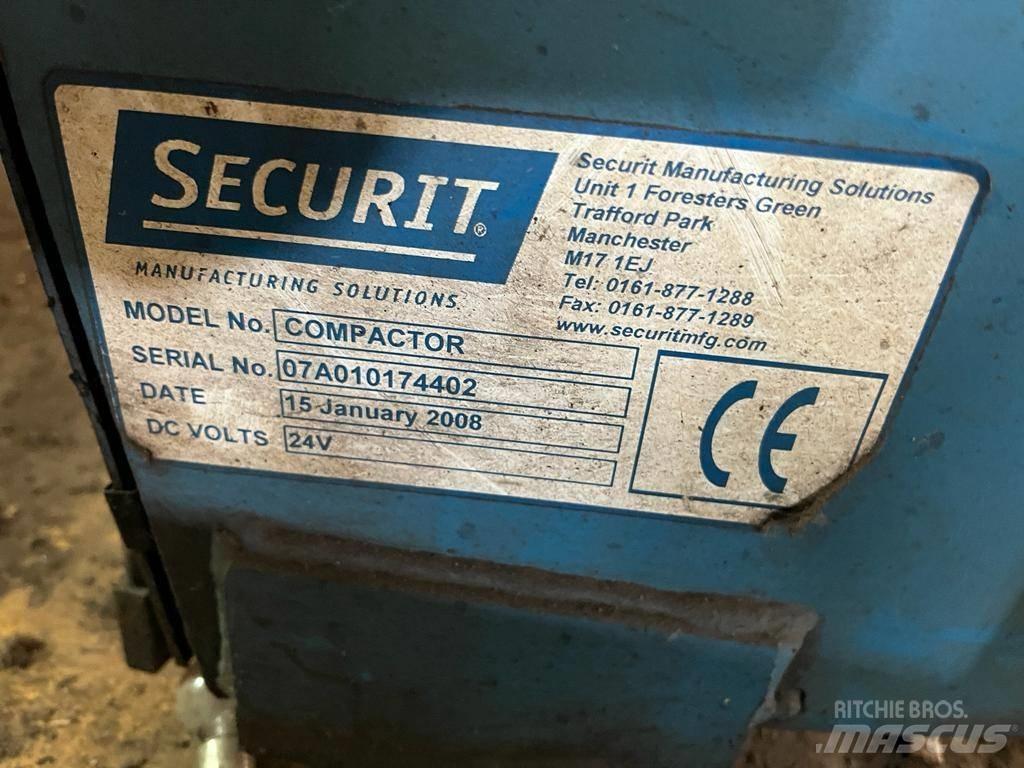 SECURIT®
MANUFACTURING SOLUTIONS
Securit Manufacturing Solutions
Unit 1 Foresters Green
Trafford Park
Manchester
M17 1EJ
Tel: 0161-877-1288
Fax: 0161-877-1289
www.securitmfg.com
MODEL No. COMPACTOR
SERIAL No. 07A010174402
DATE 15 January 2008
DC VOLTS 24V
CE
RITCHIE BROS.
MASCUS